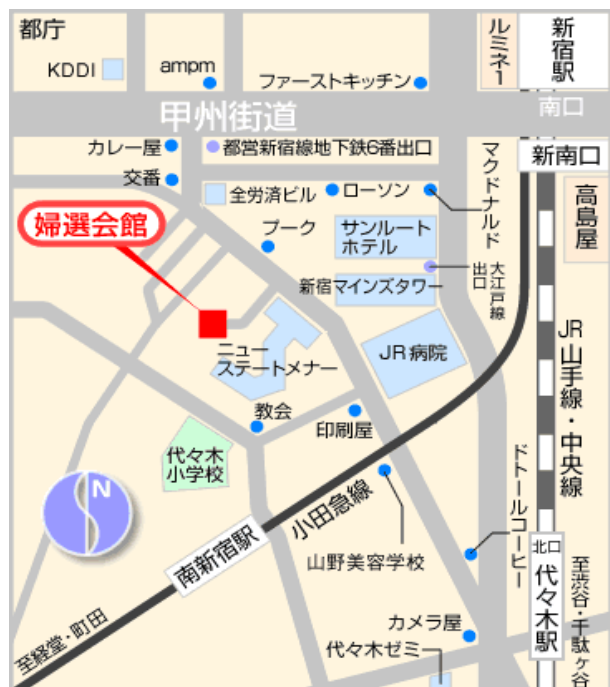 都庁
KDDI
ampm
ファーストキッチン
ルミネ1
新宿駅
南口
甲州街道
カレー屋
都営新宿線地下鉄6番出口
新南口
マクドナルド
交番
全労済ビル
ローソン
高島屋
婦選会館
プーク
サンルート
ホテル
大江戸線
出口
新宿マインズタワー
ニュー
ステートメナー
JR病院
JR山手線・中央線
教会
印刷屋
代々木
小学校
N
小田急線
南新宿駅
山野美容学校
ドトールコーヒー
北口
代々木駅
至渋谷・千駄ヶ谷
カメラ屋
代々木ゼミ
至経堂・町田